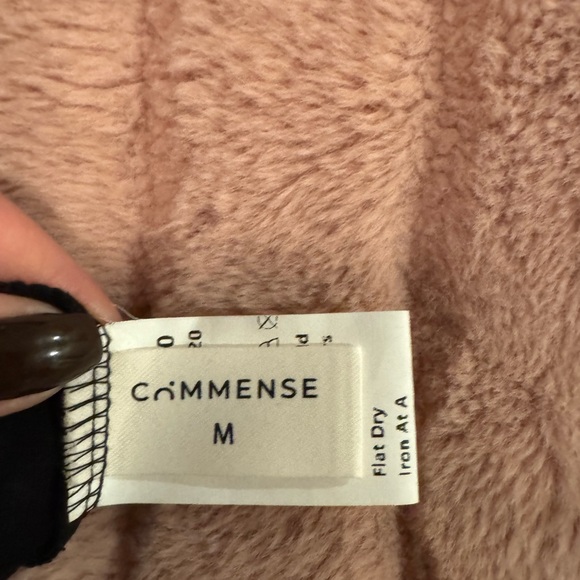 COMMENSE
M
Flat Dry
Iron At A